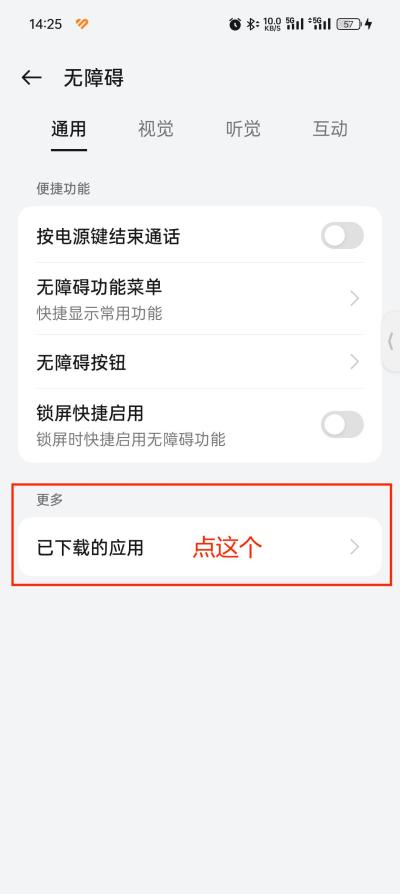 14:25
10.0 KB/S 5G 5G 57
无障碍
通用 视觉 听觉 互动
便捷功能
按电源键结束通话
无障碍功能菜单
快捷显示常用功能
无障碍按钮
锁屏快捷启用
锁屏时快捷启用无障碍功能
更多
已下载的应用 点这个